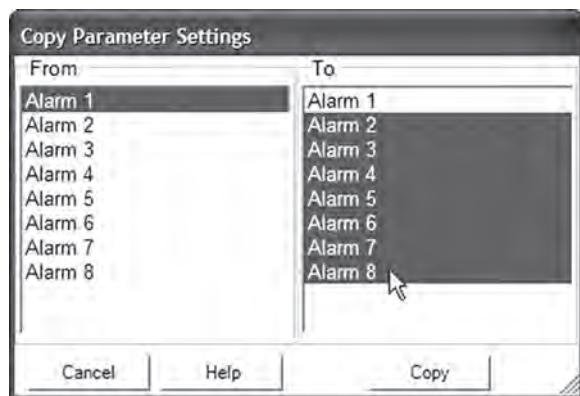 Copy Parameter Settings
From
Alarm 1
Alarm 2
Alarm 3
Alarm 4
Alarm 5
Alarm 6
Alarm 7
Alarm 8
To
Alarm 1
Alarm 2
Alarm 3
Alarm 4
Alarm 5
Alarm 6
Alarm 7
Alarm 8
Cancel
Help
Copy